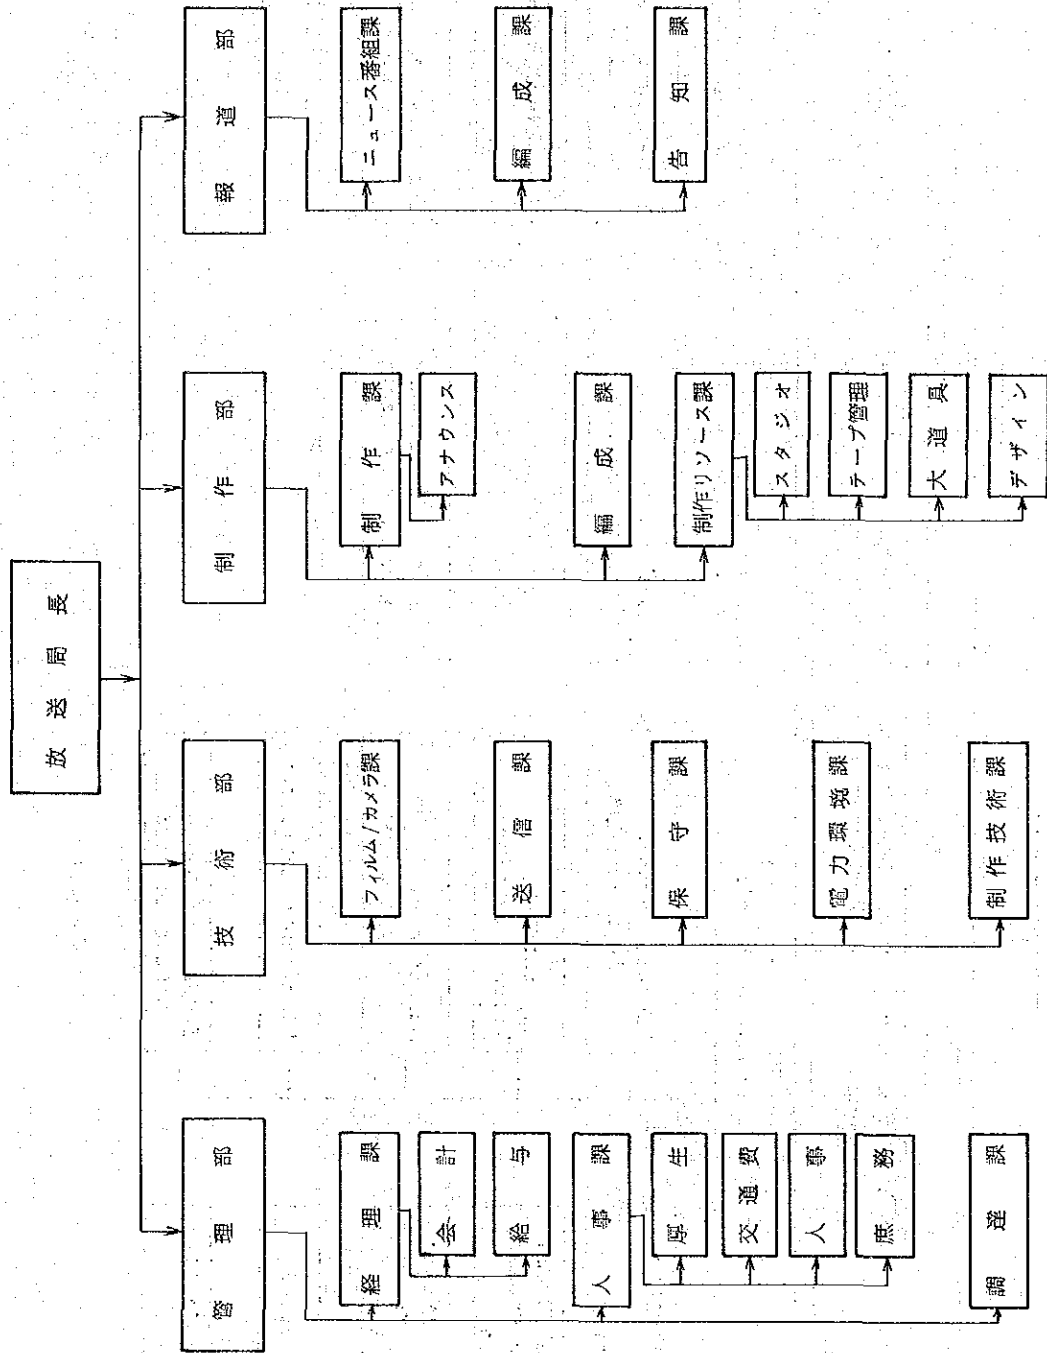 放送局長
管理部
経理課
会計
給与
人事課
厚生
交通費
人事
庶務
調達課
技術部
フィルム/カメラ課
送信課
保守課
電力環境課
制作技術課
制作部
制作課
アナウンス
編成課
制作リソース課
スタジオ
テープ管理
大道具
デザイン
報道部
ニュース番組課
編成課
告知課